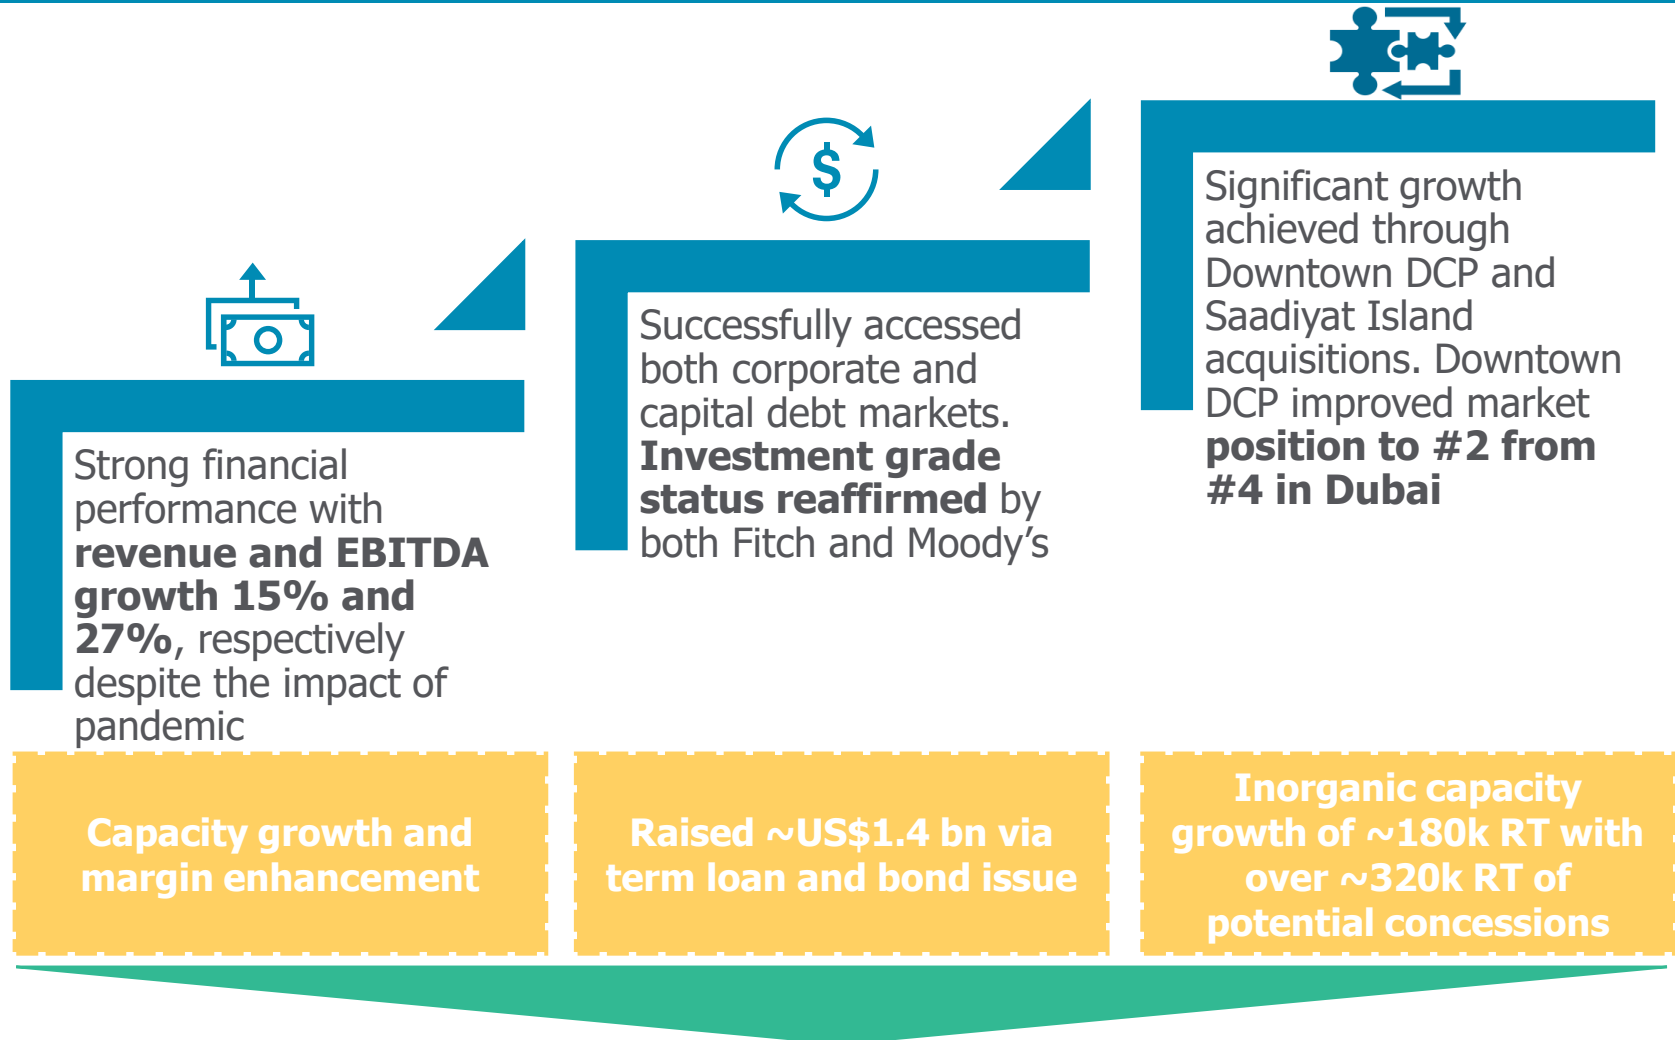 $
Strong financial
performance with
revenue and EBITDA
growth 15% and
27%, respectively
despite the impact of
pandemic
Successfully accessed
both corporate and
capital debt markets.
Investment grade
status reaffirmed by
both Fitch and Moody’s
Significant growth
achieved through
Downtown DCP and
Saadiyat Island
acquisitions. Downtown
DCP improved market
position to #2 from
#4 in Dubai
Capacity growth and
margin enhancement
Raised ~US$1.4 bn via
term loan and bond issue
Inorganic capacity
growth of ~180k RT with
over ~320k RT of
potential concessions